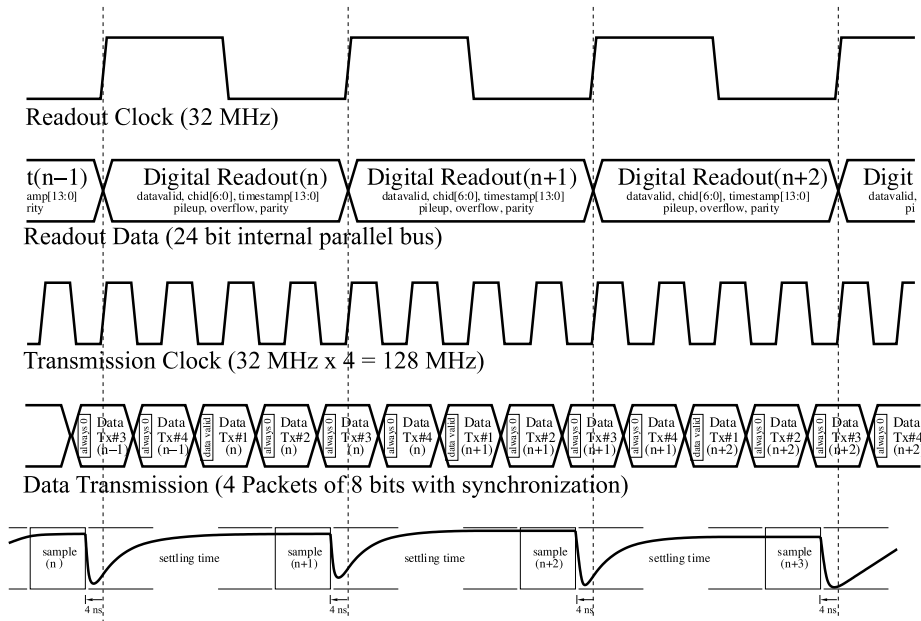 Readout Clock (32 MHz)
t(n−1)
amp[13:0]
rity
Digital Readout(n)
datavalid, chid[6:0], timestamp[13:0]
pileup, overflow, parity
Digital Readout(n+1)
datavalid, chid[6:0], timestamp[13:0]
pileup, overflow, parity
Digital Readout(n+2)
datavalid, chid[6:0], timestamp[13:0]
pileup, overflow, parity
Digit
datavalid,
pi
Readout Data (24 bit internal parallel bus)
Transmission Clock (32 MHz x 4 = 128 MHz)
always 0
Data
Tx#3
(n−1)
always 0
Data
Tx#4
(n−1)
data valid
Data
Tx#1
(n)
always 0
Data
Tx#2
(n)
always 0
Data
Tx#3
(n)
always 0
Data
Tx#4
(n)
data valid
Data
Tx#1
(n+1)
always 0
Data
Tx#2
(n+1)
always 0
Data
Tx#3
(n+1)
always 0
Data
Tx#4
(n+1)
data valid
Data
Tx#1
(n+2)
always 0
Data
Tx#2
(n+2)
always 0
Data
Tx#3
(n+2)
always 0
Data
Tx#4
(n+2
Data Transmission (4 Packets of 8 bits with synchronization)
sample
(n )
settling time
sample
(n+1)
settling time
sample
(n+2)
settling time
sample
(n+3)
4 ns
4 ns
4 ns
4 ns